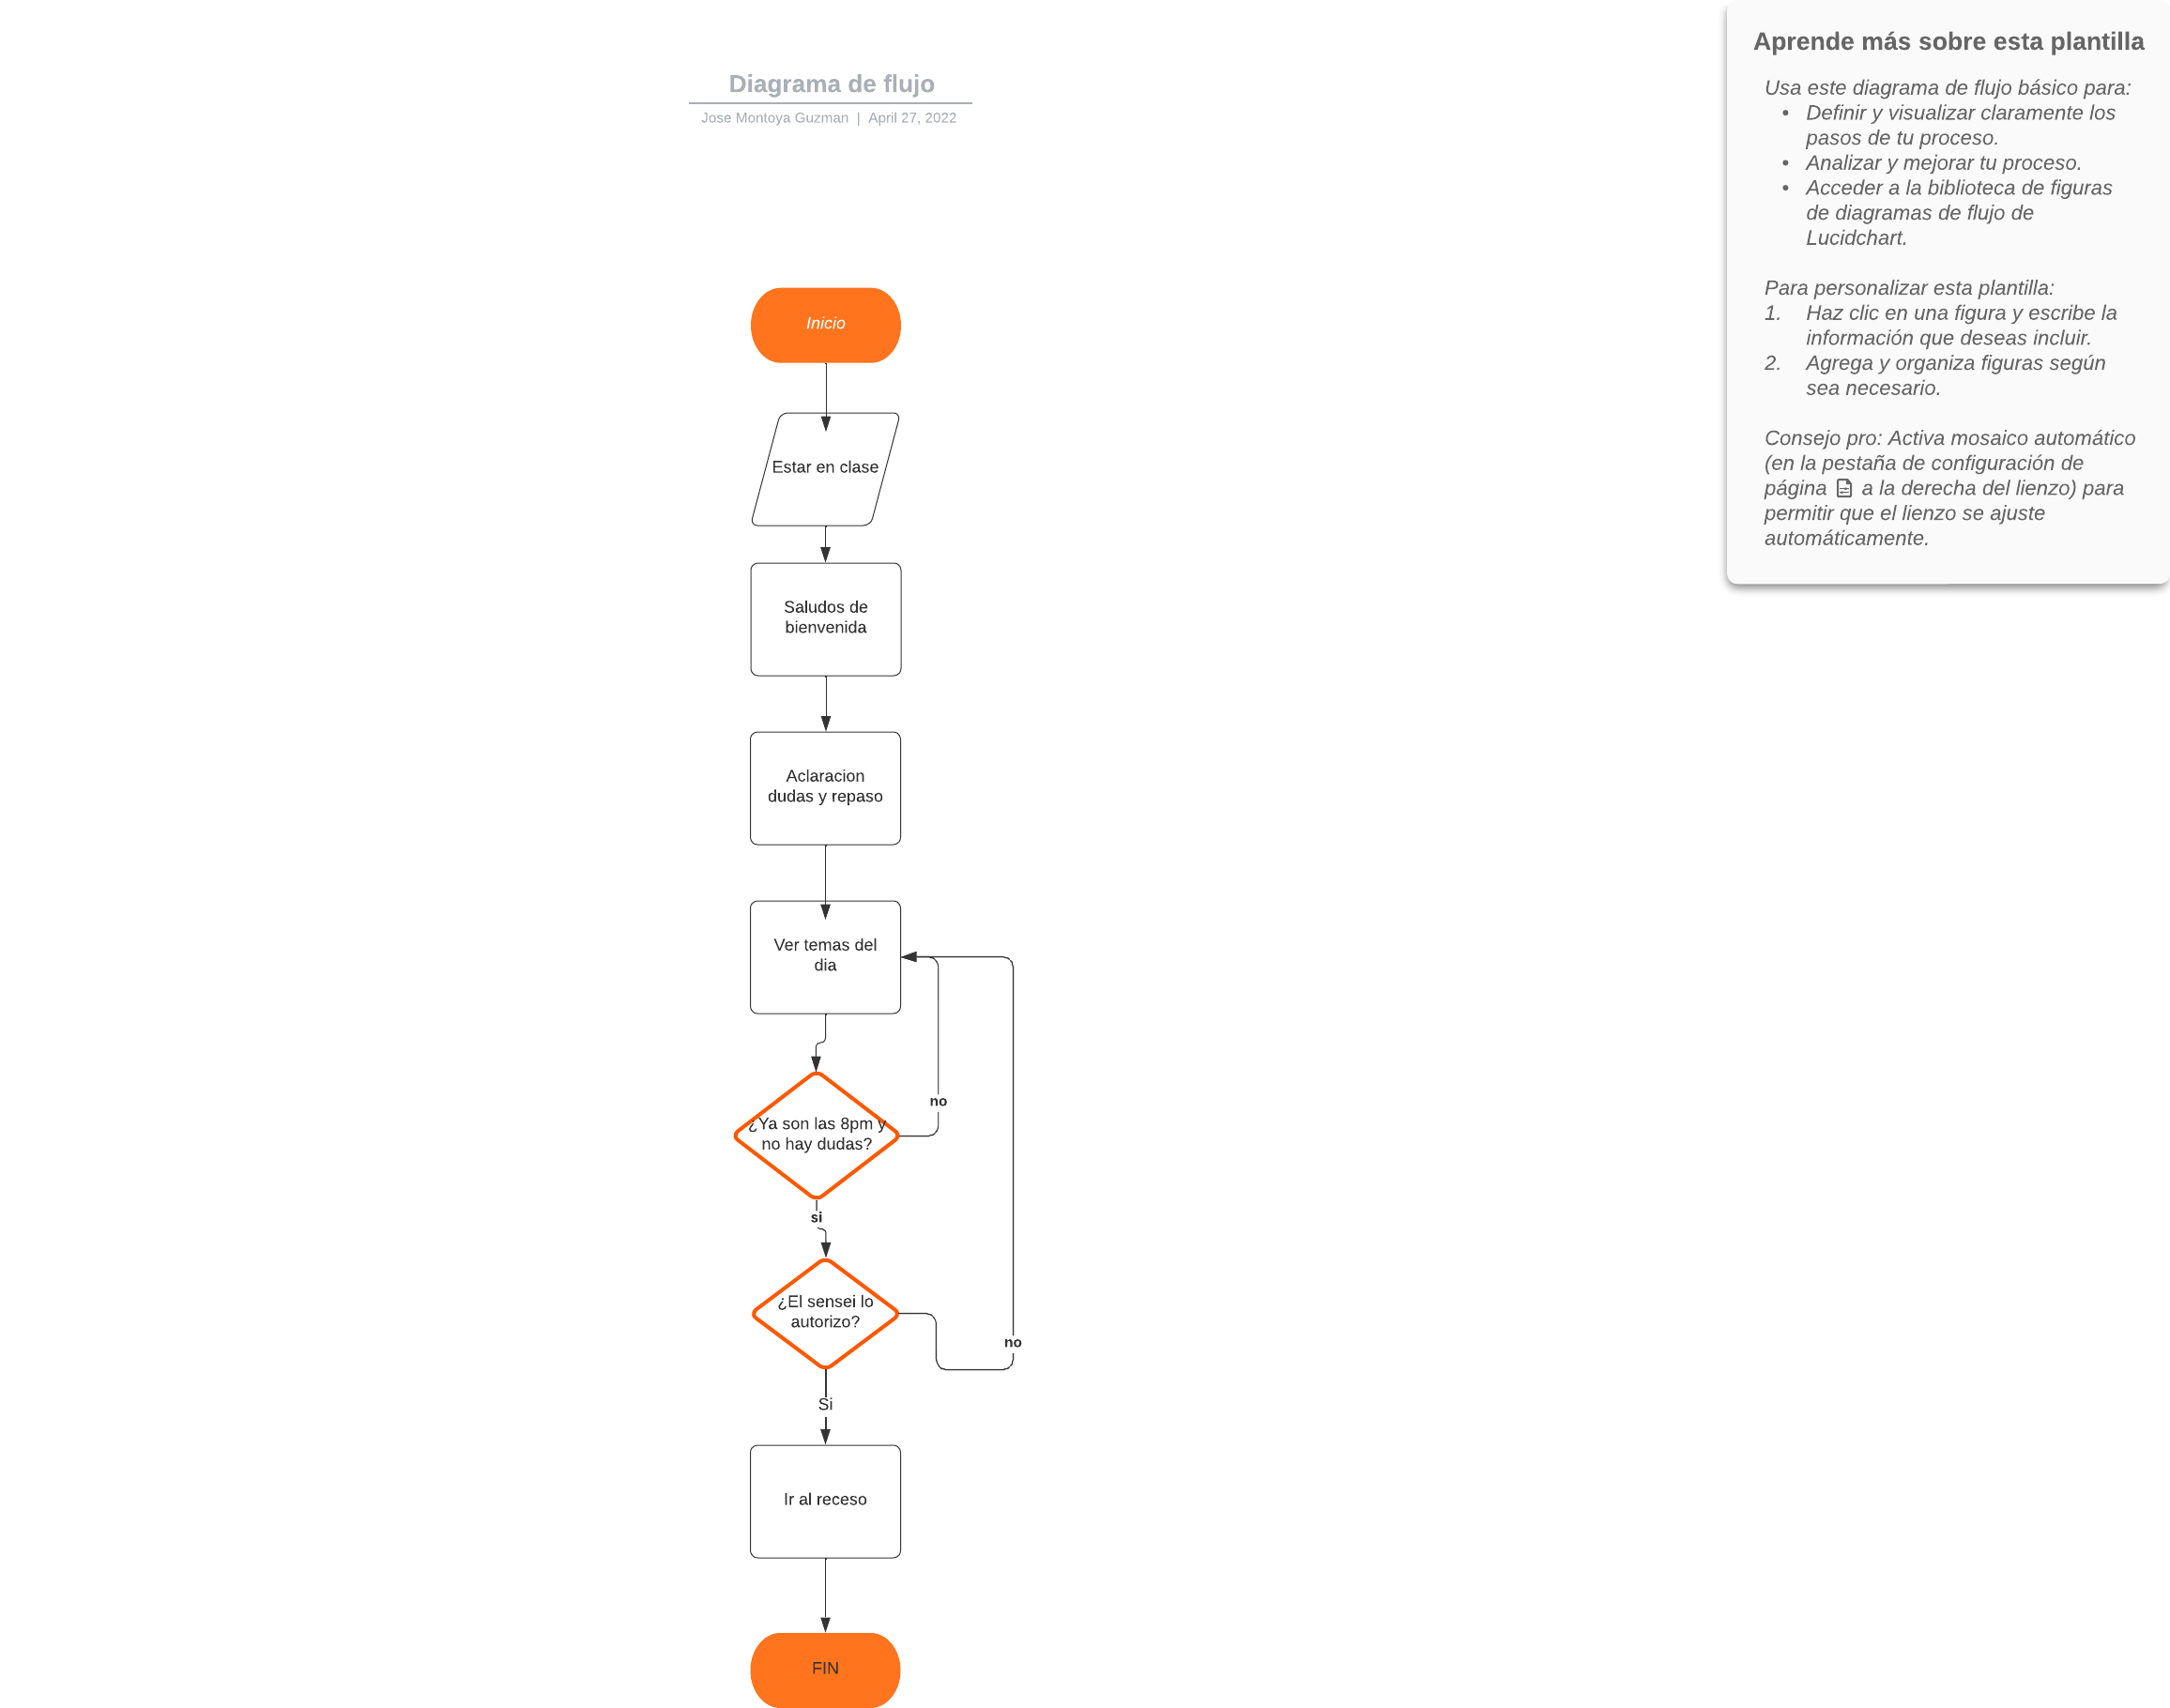 Diagrama de flujo
Jose Montoya Guzman | April 27, 2022
Inicio
Estar en clase
Saludos de
bienvenida
Aclaracion
dudas y repaso
Ver temas del
dia
no
¿Ya son las 8pm y
no hay dudas?
si
¿El sensei lo
autorizo?
no
Si
Ir al receso
FIN
Aprende más sobre esta plantilla
Usa este diagrama de flujo básico para:
• Definir y visualizar claramente los
pasos de tu proceso.
• Analizar y mejorar tu proceso.
• Acceder a la biblioteca de figuras
de diagramas de flujo de
Lucidchart.
Para personalizar esta plantilla:
1. Haz clic en una figura y escribe la
información que deseas incluir.
2. Agrega y organiza figuras según
sea necesario.
Consejo pro: Activa mosaico automático
(en la pestaña de configuración de
página a la derecha del lienzo) para
permitir que el lienzo se ajuste
automáticamente.